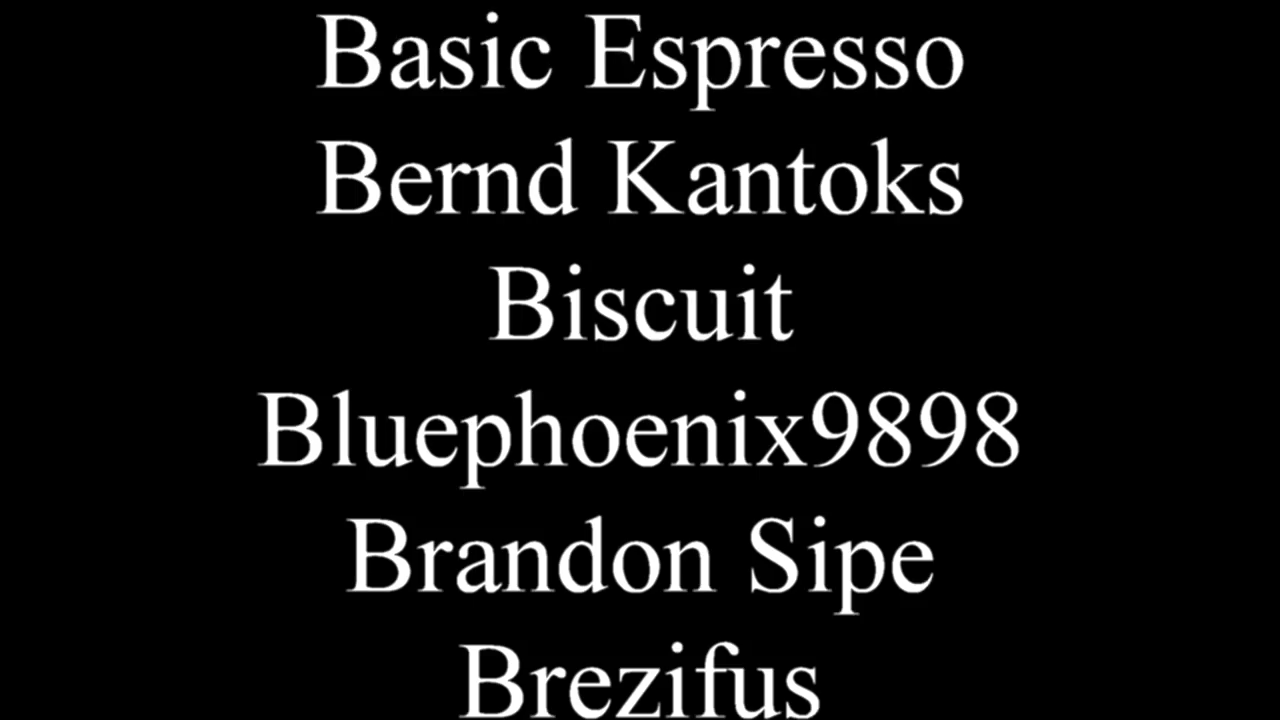 Basic Espresso
Bernd Kantoks
Biscuit
Bluephoenix9898
Brandon Sipe
Brezifus